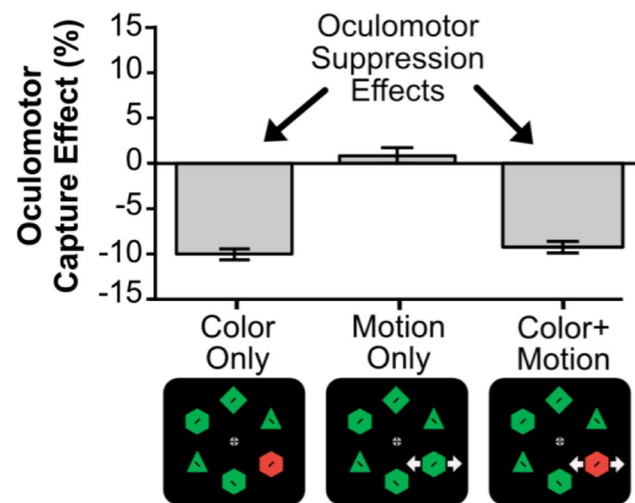 Oculomotor
Capture Effect (%)
15
10
5
0
-5
-10
-15
Oculomotor
Suppression
Effects
Color
Only
Motion
Only
Color+
Motion